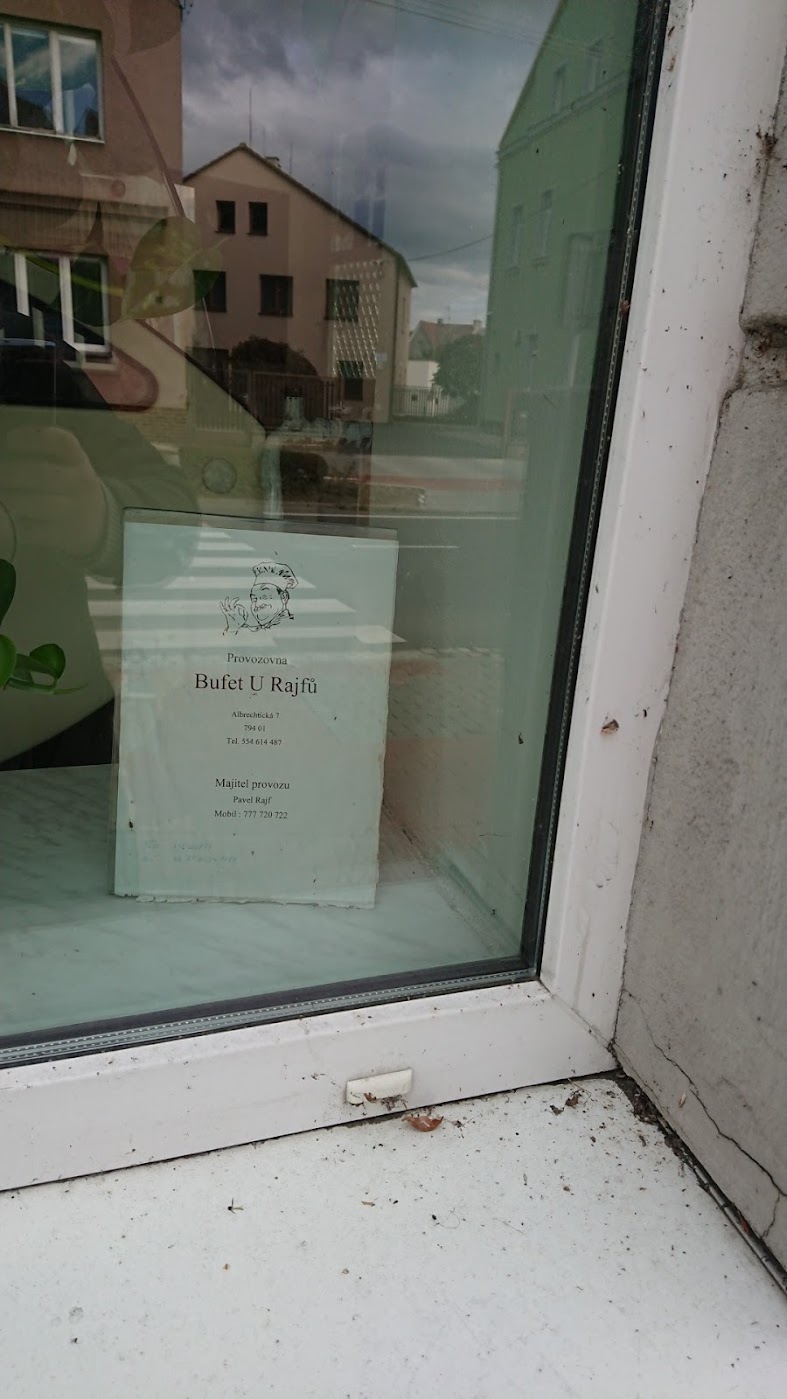 Provozovna
Bufet U Rajfů
Albrechtická 7
794 01
Tel. 554 614 487
Majitel provozu
Pavel Rajf
Mobil : 777 720 722